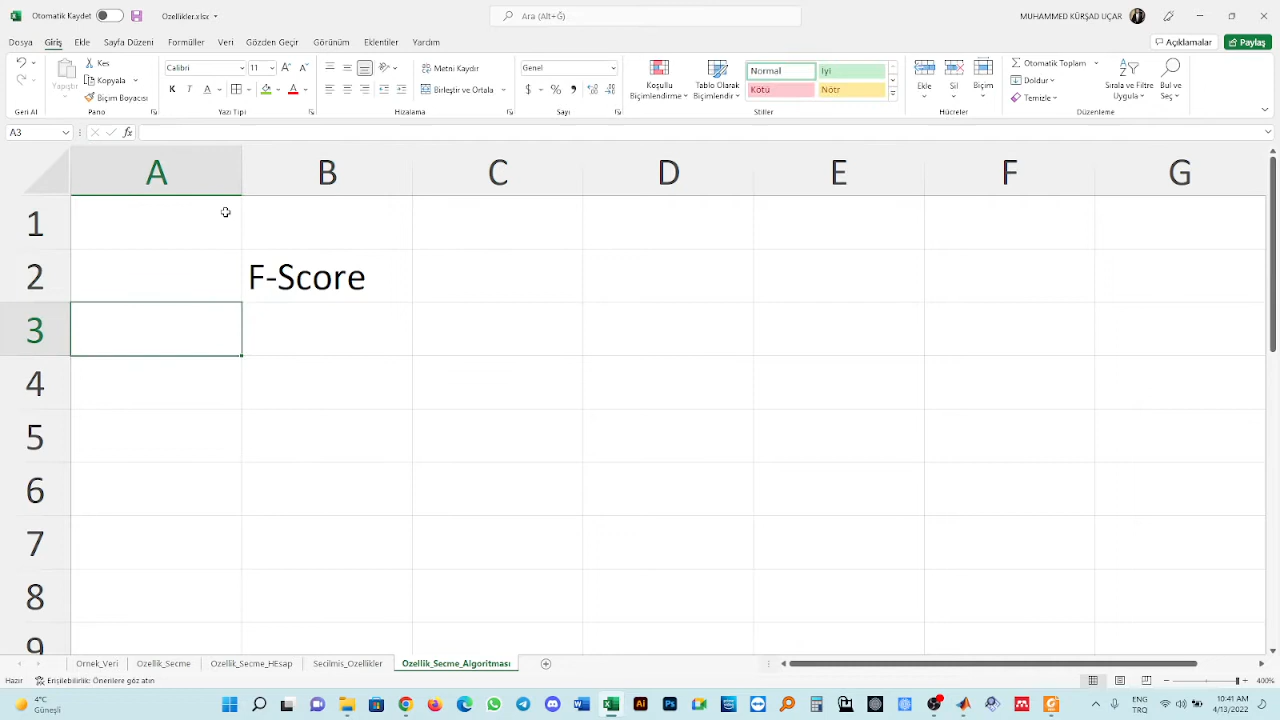 Otomatik Kaydet
Özellikler.xlsx
Ara (Alt+Ğ)
MUHAMMED KÜRŞAD UÇAR
Dosya Giriş Ekle Sayfa Düzeni Formüller Veri Gözden Geçir Görünüm Eklentiler Yardım
Açıklamalar
Paylaş
Yapıştır
Kes
Kopyala
Biçim Boyacısı
Calibri 11
K T A
Metni Kaydır
Birleştir ve Ortala
Genel
Koşullu Biçimlendirme
Tablo Olarak Biçimlendir
Normal İyi
Kötü Nötr
Ekle Sil Biçim
Otomatik Toplam
Doldur
Temizle
Sırala ve Filtre Uygula
Bul ve Seç
Geri Al Pano Yazı Tipi Hizalama Sayı Stiller Hücreler Düzenleme
A3
fx
A B C D E F G
1
2 F-Score
3
4
5
6
7
8
9
Ornek_Veri Ozellik_Secme Ozellik_Secme_HEsap Secilmis_Ozellikler Ozellik_Secme_Algoritması
Hazır
Erişilebilirlik: Önerilere göz atın
400%
4°C
Güneşli
ENG
TRQ
10:41 AM
4/13/2022